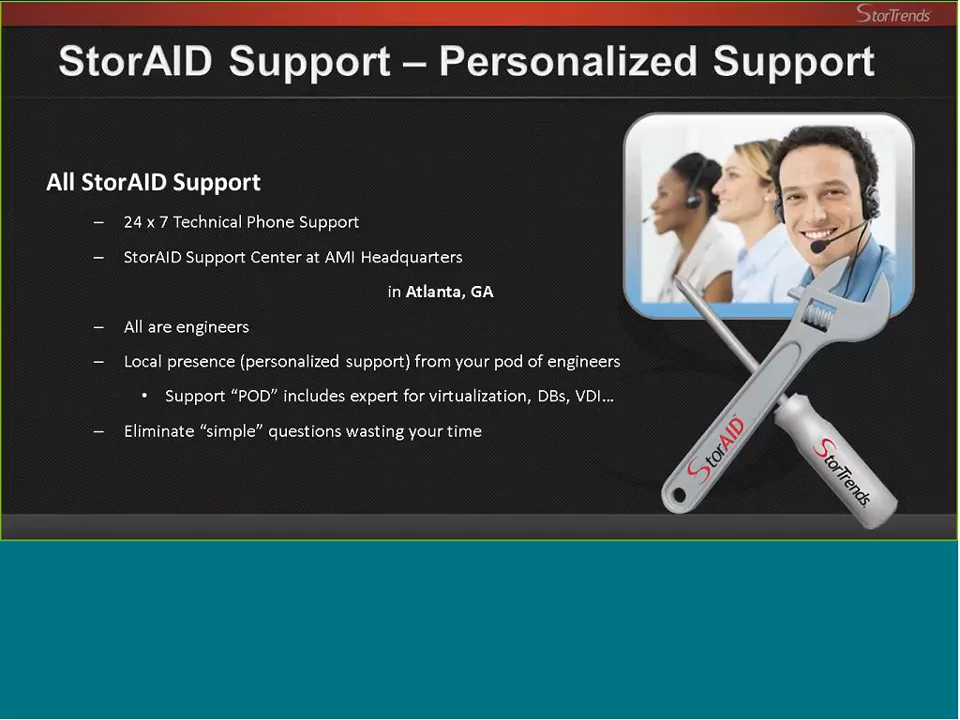 StorTrends
StorAID Support – Personalized Support
All StorAID Support
– 24 x 7 Technical Phone Support
– StorAID Support Center at AMI Headquarters
in Atlanta, GA
– All are engineers
– Local presence (personalized support) from your pod of engineers
• Support “POD” includes expert for virtualization, DBs, VDI…
– Eliminate “simple” questions wasting your time
StorAID™
StorTrends®